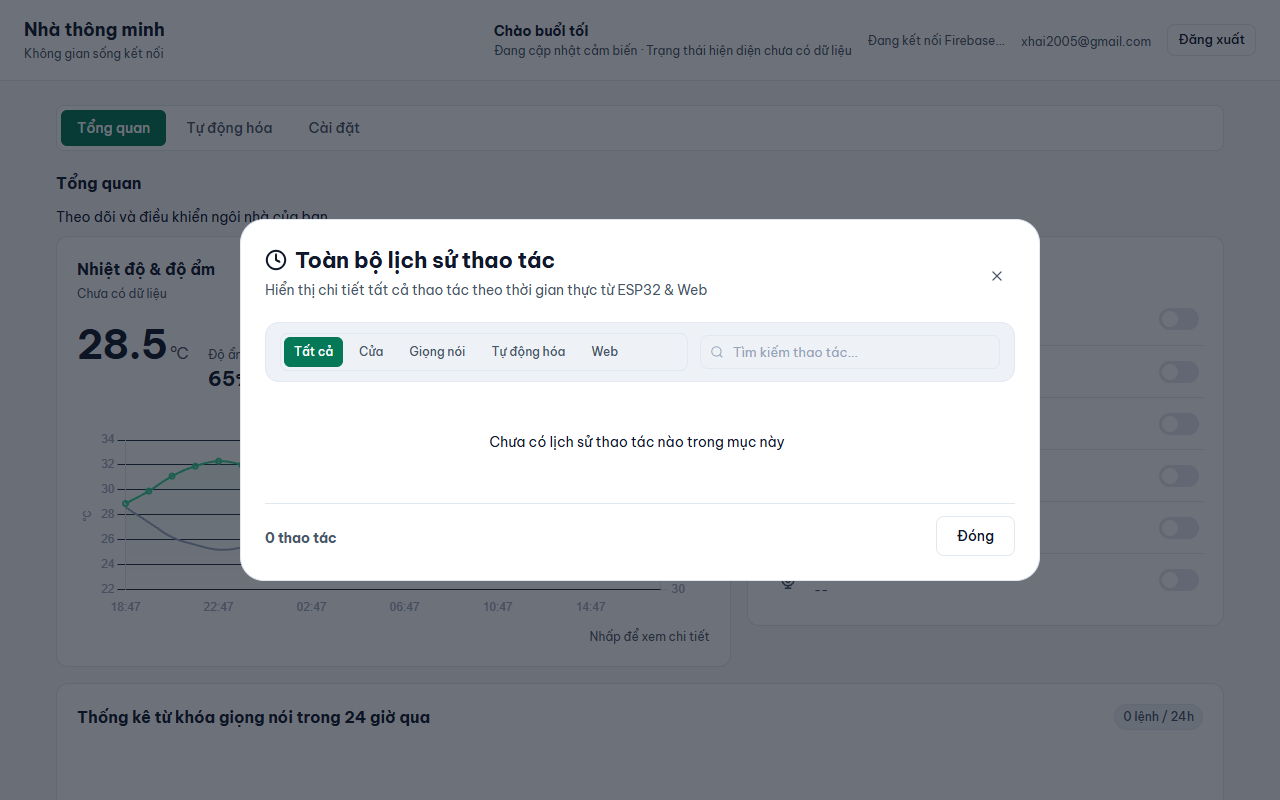 Nhà thông minh
Không gian sống kết nối
Chào buổi tối
Đang cập nhật cảm biến · Trạng thái hiện diện chưa có dữ liệu
Đang kết nối Firebase...
xhai2005@gmail.com
Đăng xuất
Tổng quan
Tự động hóa
Cài đặt
Tổng quan
Theo dõi và điều khiển ngôi nhà của bạn
Nhiệt độ & độ ẩm
Chưa có dữ liệu
28.5 °C
Độ ẩm
65%
Toàn bộ lịch sử thao tác
Hiển thị chi tiết tất cả thao tác theo thời gian thực từ ESP32 & Web
Tất cả
Cửa
Giọng nói
Tự động hóa
Web
Tìm kiếm thao tác...
Chưa có lịch sử thao tác nào trong mục này
0 thao tác
Đóng
°C
34
32
30
28
26
24
22
30
18:47
22:47
02:47
06:47
10:47
14:47
--
Nhấp để xem chi tiết
Thống kê từ khóa giọng nói trong 24 giờ qua
0 lệnh / 24h